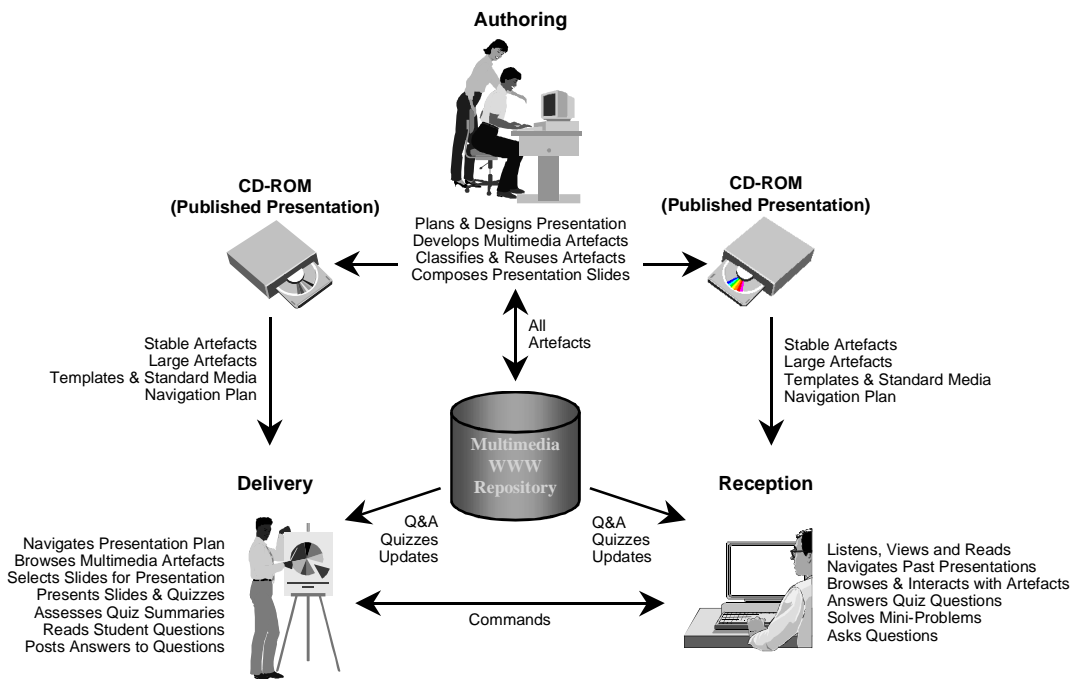 Authoring
CD-ROM
(Published Presentation)
CD-ROM
(Published Presentation)
Plans & Designs Presentation
Develops Multimedia Artefacts
Classifies & Reuses Artefacts
Composes Presentation Slides
All
Artefacts
Stable Artefacts
Large Artefacts
Templates & Standard Media
Navigation Plan
Stable Artefacts
Large Artefacts
Templates & Standard Media
Navigation Plan
Multimedia
WWW
Repository
Delivery
Reception
Q&A
Quizzes
Updates
Q&A
Quizzes
Updates
Navigates Presentation Plan
Browses Multimedia Artefacts
Selects Slides for Presentation
Presents Slides & Quizzes
Assesses Quiz Summaries
Reads Student Questions
Posts Answers to Questions
Commands
Listens, Views and Reads
Navigates Past Presentations
Browses & Interacts with Artefacts
Answers Quiz Questions
Solves Mini-Problems
Asks Questions